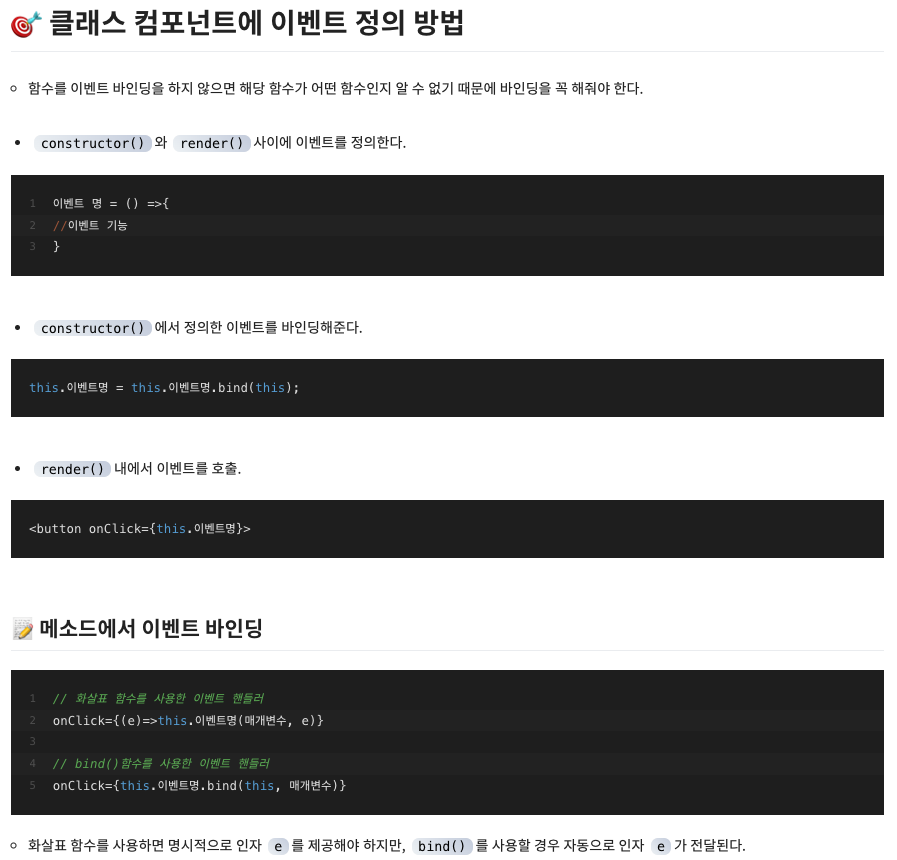 🎯 클래스 컴포넌트에 이벤트 정의 방법
함수를 이벤트 바인딩을 하지 않으면 해당 함수가 어떤 함수인지 알 수 없기 때문에 바인딩을 꼭 해줘야 한다.
constructor() 와 render() 사이에 이벤트를 정의한다.
1 이벤트 명 = () =>{
2 //이벤트 기능
3 }
constructor() 에서 정의한 이벤트를 바인딩해준다.
this.이벤트명 = this.이벤트명.bind(this);
render() 내에서 이벤트를 호출.
<button onClick={this.이벤트명}>
📝 메소드에서 이벤트 바인딩
1 // 화살표 함수를 사용한 이벤트 핸들러
2 onClick={(e)=>this.이벤트명(매개변수, e)}
3
4 // bind()함수를 사용한 이벤트 핸들러
5 onClick={this.이벤트명.bind(this, 매개변수)}
화살표 함수를 사용하면 명시적으로 인자 e 를 제공해야 하지만, bind() 를 사용할 경우 자동으로 인자 e 가 전달된다.